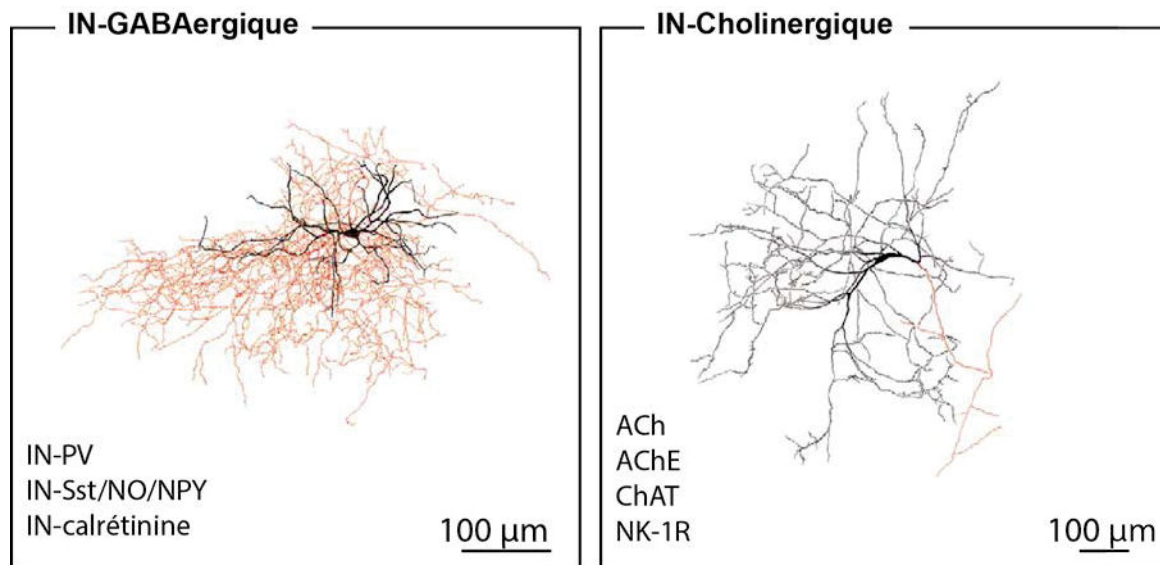 IN-GABAergique
IN-PV
IN-Sst/NO/NPY
IN-calrétinine
100 µm
IN-Cholinergique
ACh
AChE
ChAT
NK-1R
100 µm